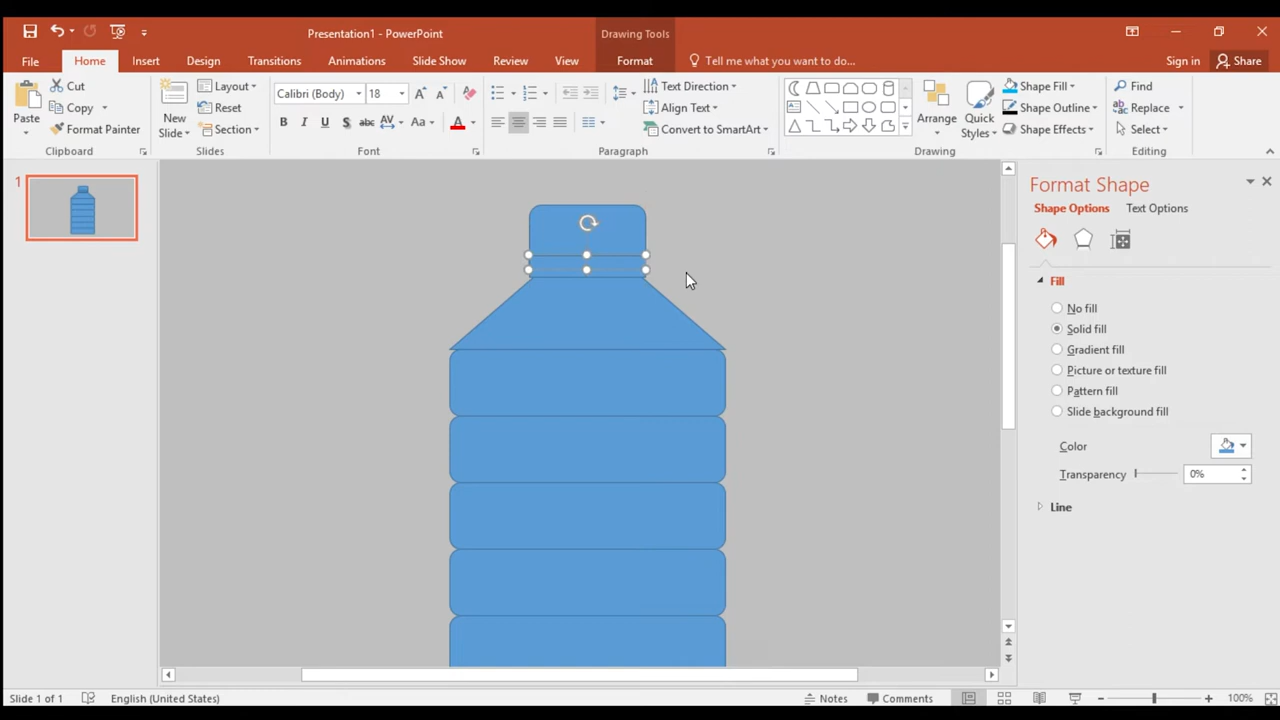 Presentation1 - PowerPoint
Drawing Tools
Sign in
Share
File
Home
Insert
Design
Transitions
Animations
Slide Show
Review
View
Format
Tell me what you want to do...
Paste
Cut
Copy
Format Painter
Clipboard
New
Slide
Layout
Reset
Section
Slides
Calibri (Body)
18
B I U S abc AV Aa A
Font
Text Direction
Align Text
Convert to SmartArt
Paragraph
Arrange
Quick
Styles
Shape Fill
Shape Outline
Shape Effects
Drawing
Find
Replace
Select
Editing
1
Format Shape
Shape Options
Text Options
Fill
No fill
Solid fill
Gradient fill
Picture or texture fill
Pattern fill
Slide background fill
Color
Transparency
0%
Line
Slide 1 of 1
English (United States)
Notes
Comments
100%